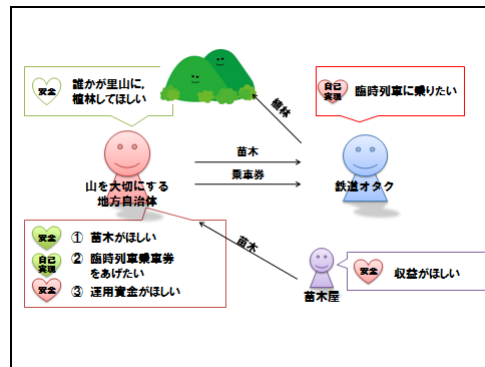 安全
誰かが里山に,
植林してほしい
自己
実現
臨時列車に乗りたい
植林
苗木
乗車券
山を大切にする
地方自治体
鉄道オタク
安全
① 苗木がほしい
自己
実現
② 臨時列車乗車券
をあげたい
安全
③ 運用資金がほしい
苗木
苗木屋
安全
収益がほしい